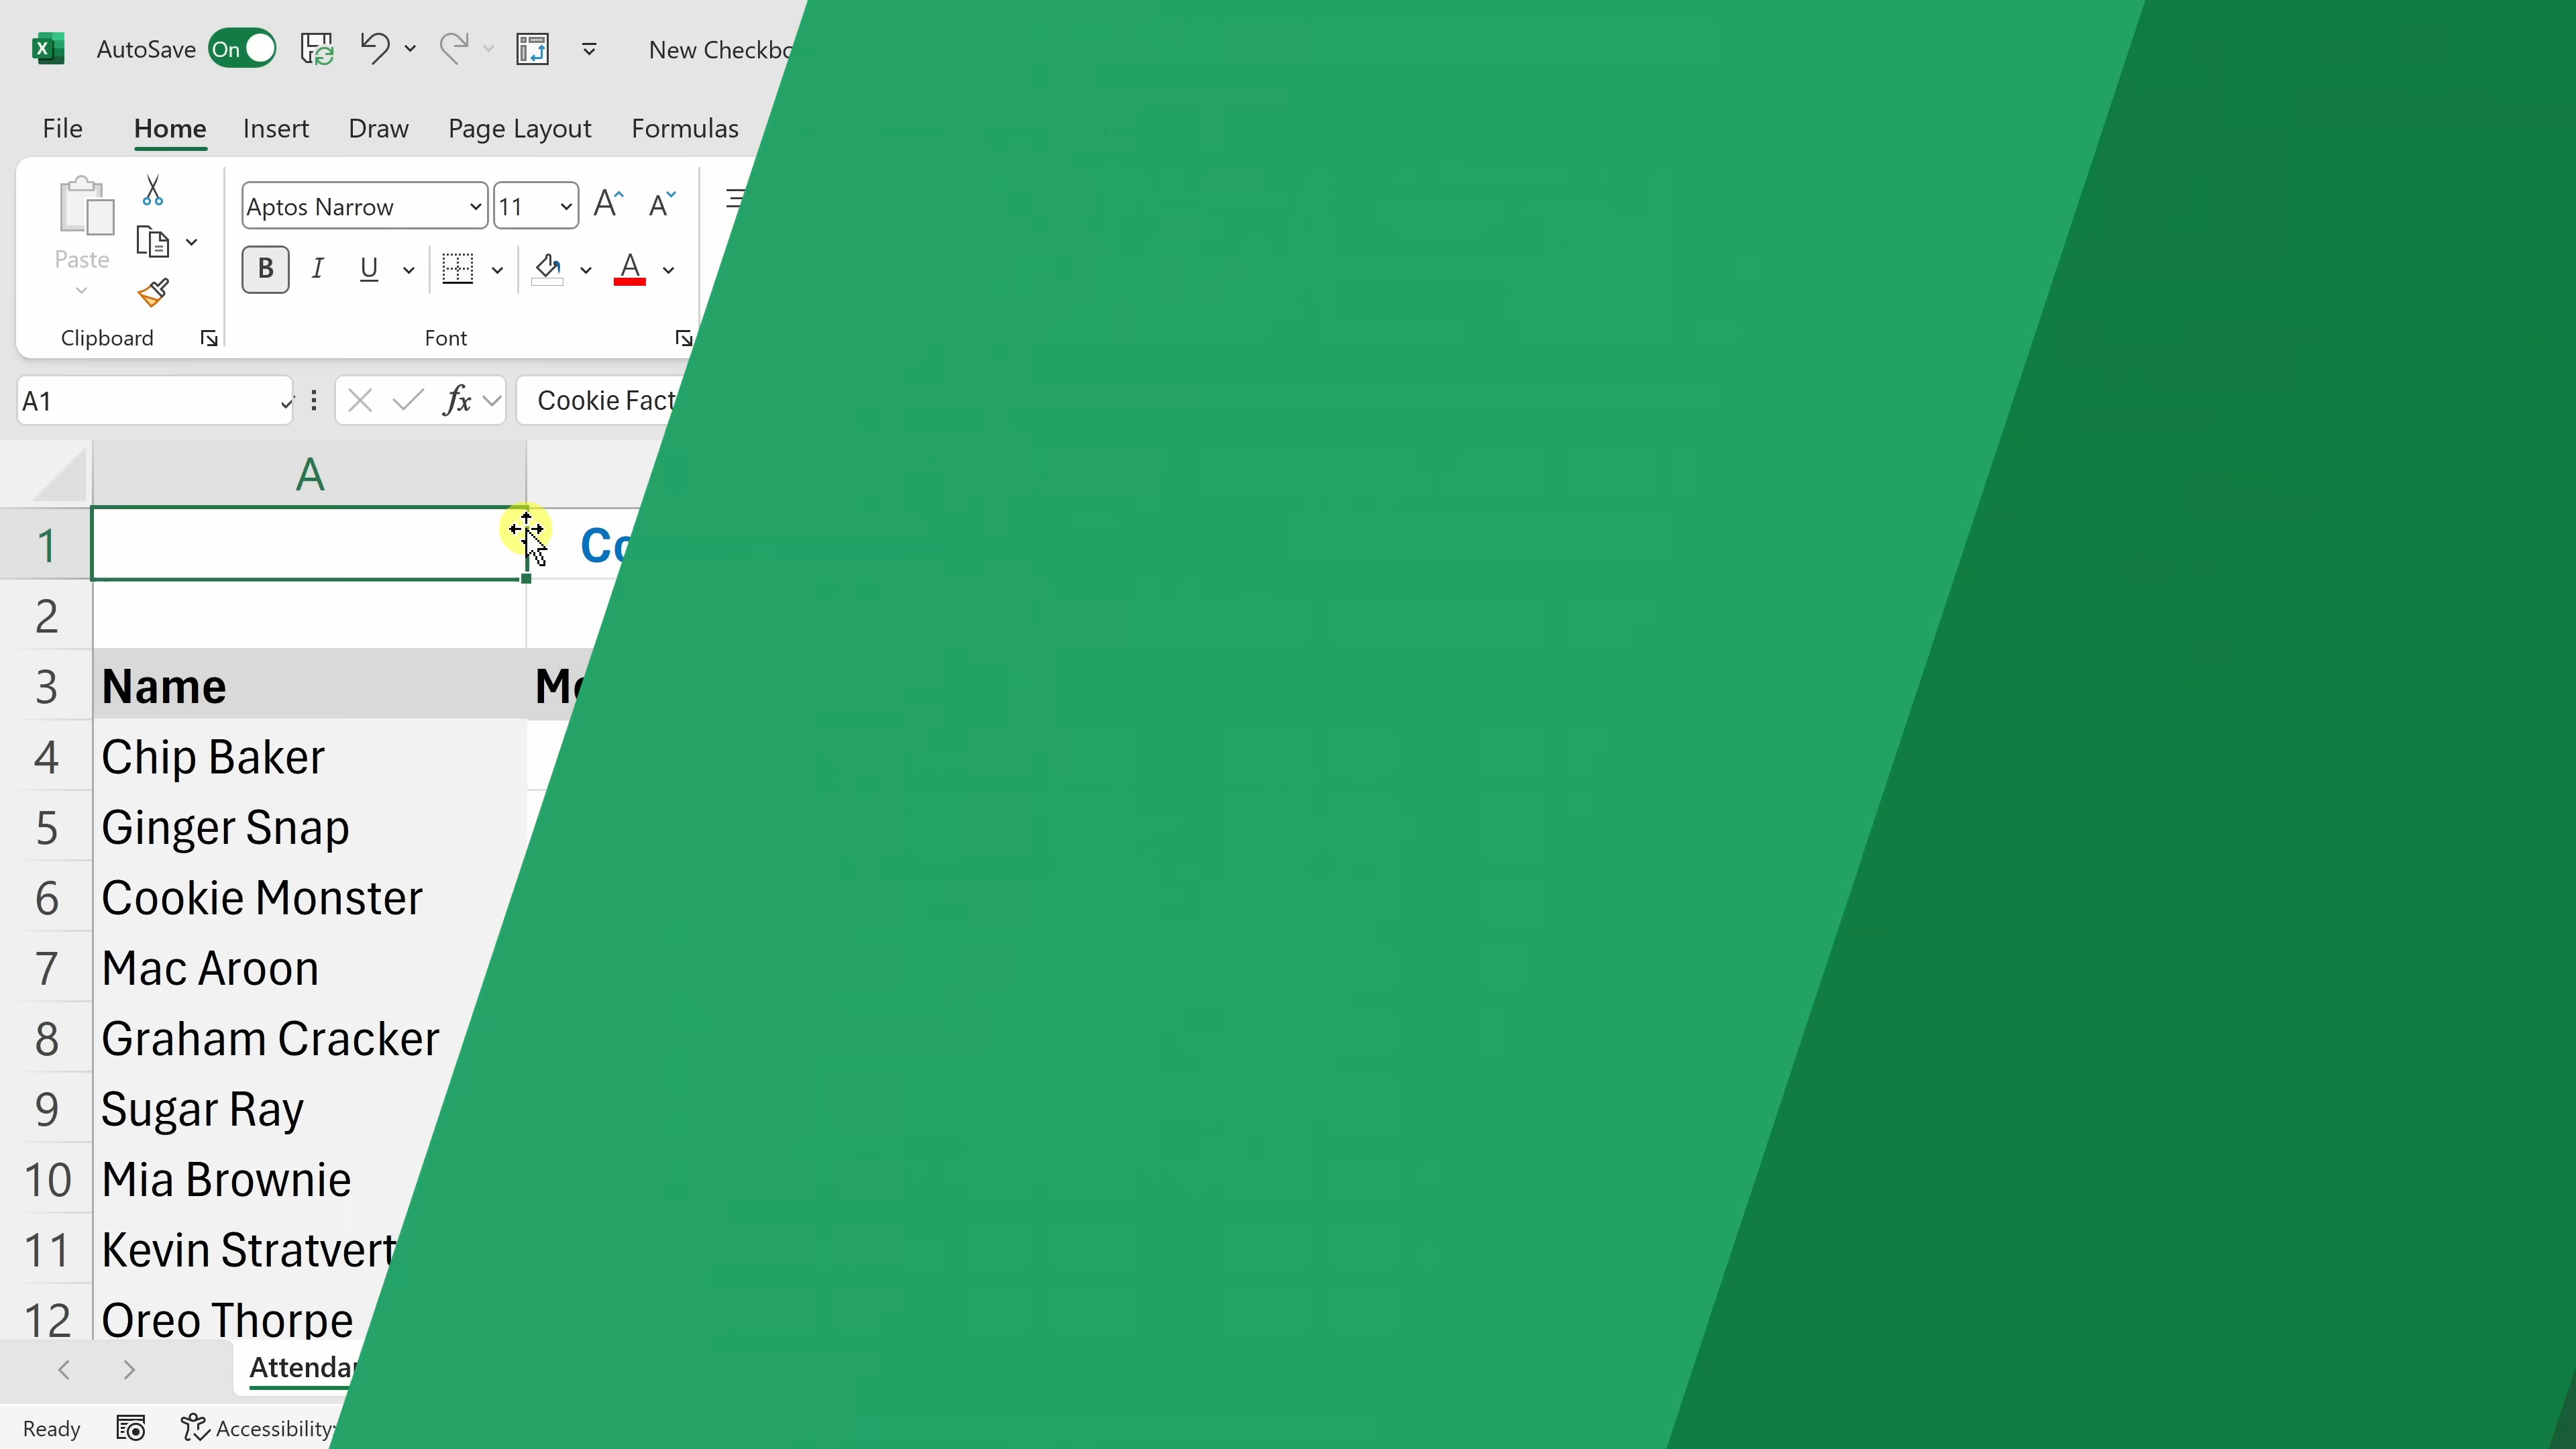 AutoSave On New Checkbo
File Home Insert Draw Page Layout Formulas
Paste
Aptos Narrow 11
B I U A
Clipboard Font
A1 fx Cookie Fact
A
1 Co
2
3 Name Mo
4 Chip Baker
5 Ginger Snap
6 Cookie Monster
7 Mac Aroon
8 Graham Cracker
9 Sugar Ray
10 Mia Brownie
11 Kevin Stratvert
12 Oreo Thorpe
Attendan
Ready Accessibility: